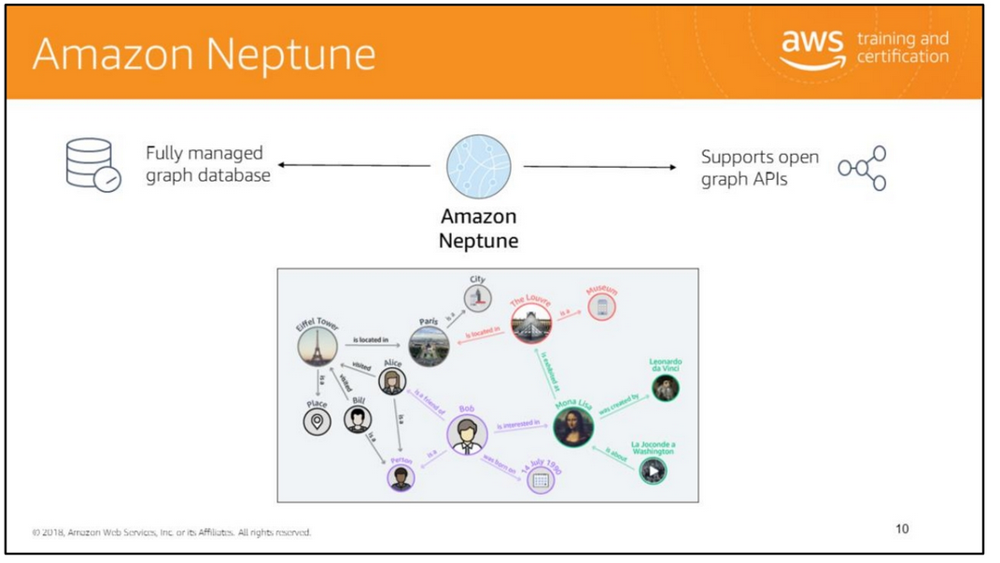 Amazon Neptune
aws training and
certification
Fully managed
graph database
Supports open
graph APIs
Amazon
Neptune
City
Museum
The Louvre
is a
is a
Eiffel Tower
Paris
is located in
is located in
Alice
visited
visited
is exhibited at
Leonardo
da Vinci
is a
Place
Bill
is a friend of
Bob
Mona Lisa
was created by
is a
is a
is interested in
La Joconde a
Washington
is a
Person
was born on
14 July 1990
is about
© 2018, Amazon Web Services, Inc. or its Affiliates. All rights reserved.
10